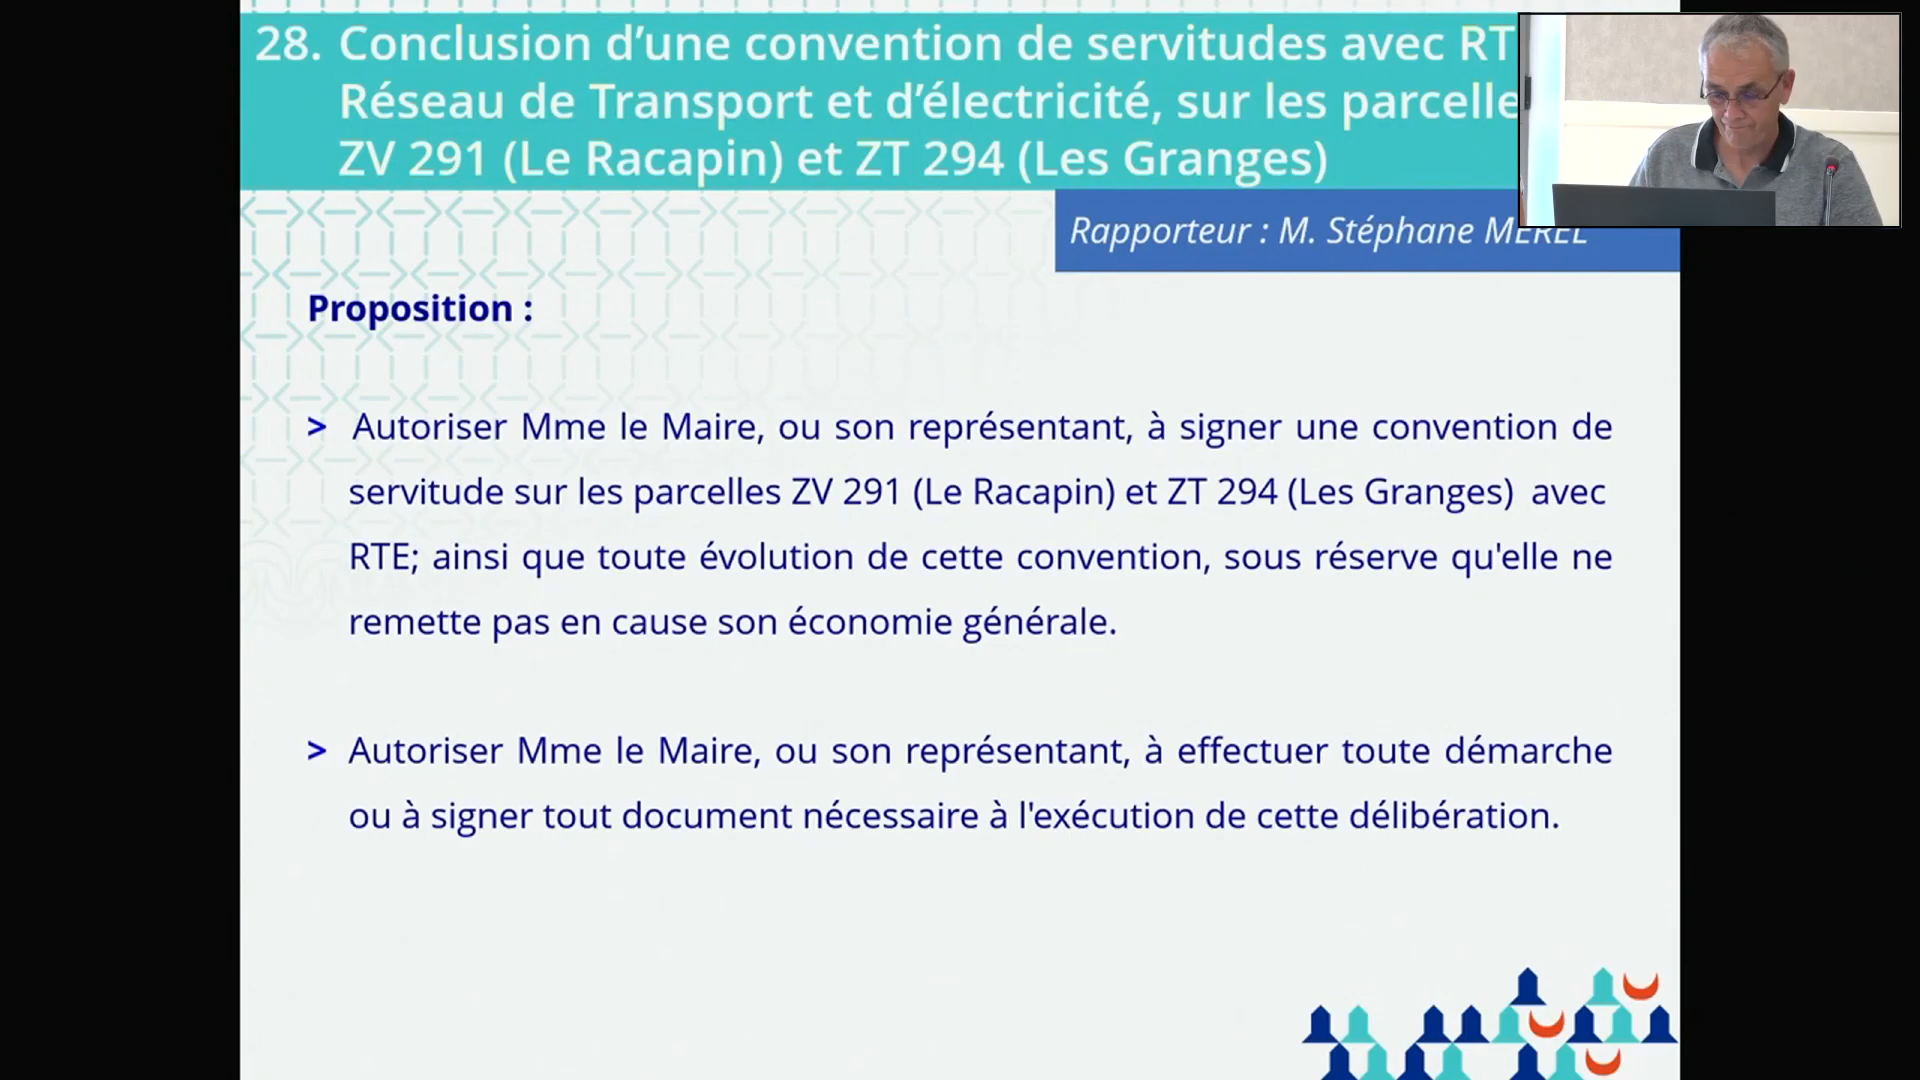 28. Conclusion d’une convention de servitudes avec RT
Réseau de Transport et d’électricité, sur les parcelle
ZV 291 (Le Racapin) et ZT 294 (Les Granges)
Rapporteur : M. Stéphane MEREL
Proposition :
> Autoriser Mme le Maire, ou son représentant, à signer une convention de
servitude sur les parcelles ZV 291 (Le Racapin) et ZT 294 (Les Granges) avec
RTE; ainsi que toute évolution de cette convention, sous réserve qu'elle ne
remette pas en cause son économie générale.
> Autoriser Mme le Maire, ou son représentant, à effectuer toute démarche
ou à signer tout document nécessaire à l'exécution de cette délibération.